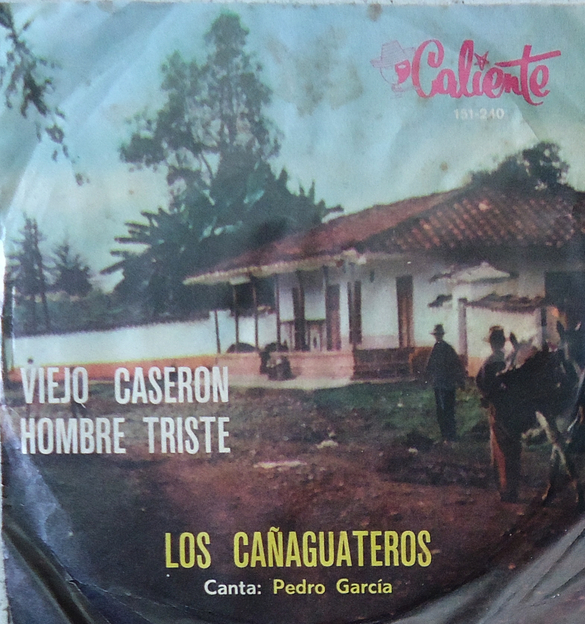 Caliente
151-240
VIEJO CASERON
HOMBRE TRISTE
LOS CAÑAGUATEROS
Canta: Pedro García